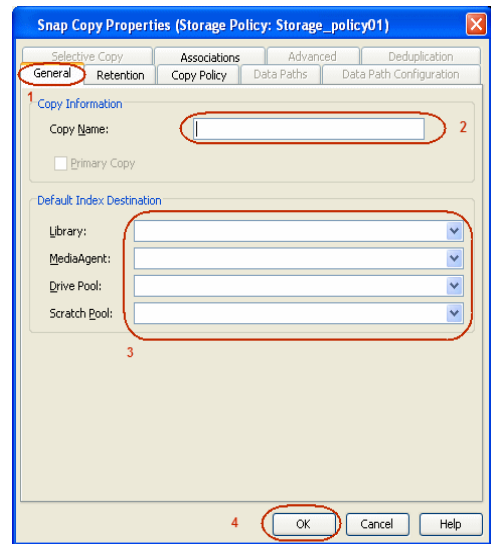 Snap Copy Properties (Storage Policy: Storage_policy01)
Selective Copy Associations Advanced Deduplication
General Retention Copy Policy Data Paths Data Path Configuration
1
Copy Information
Copy Name: 2
Primary Copy
Default Index Destination
Library:
MediaAgent:
Drive Pool:
Scratch Pool:
3
4 OK Cancel Help